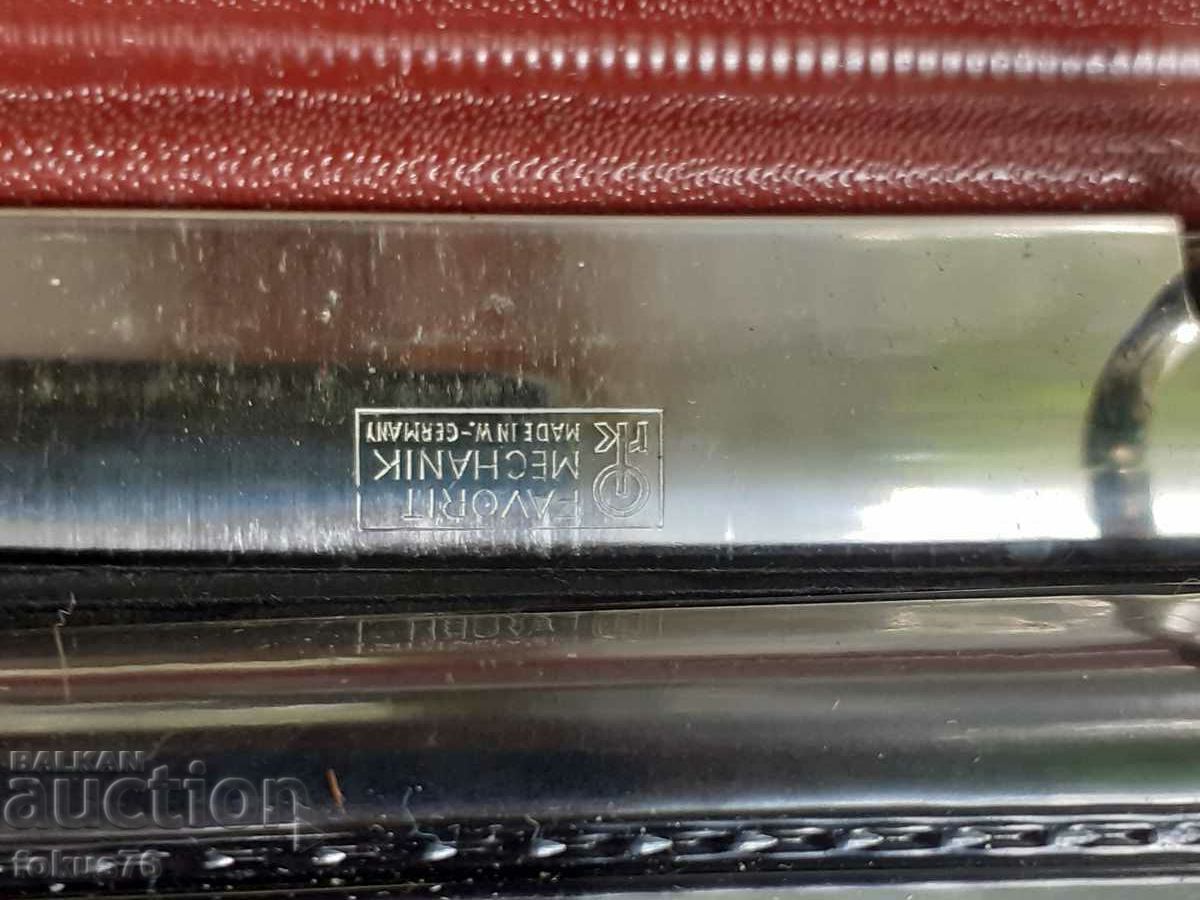 FAVORIT
MECHANIK
MADE IN W.-GERMANY
BALKAN
auction
fokus76